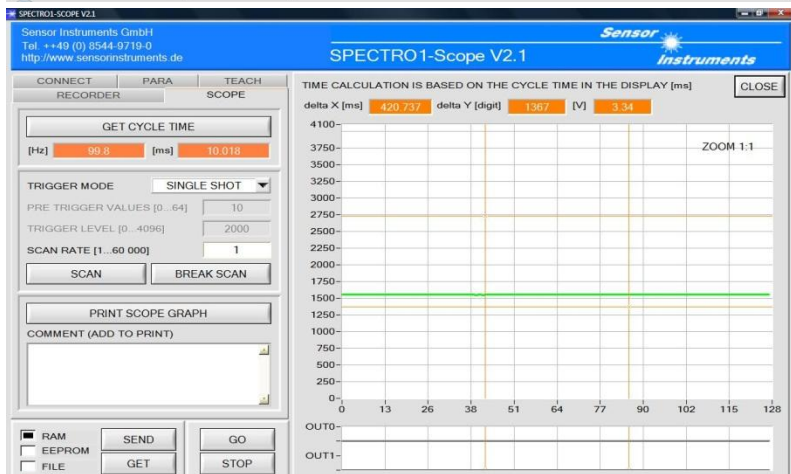 SPECTRO1-SCOPE V2.1
Sensor Instruments GmbH
Tel. ++49 (0) 8544-9719-0
http://www.sensorinstruments.de
SPECTRO1-Scope V2.1
Sensor
Instruments
CONNECT PARA TEACH
RECORDER SCOPE
GET CYCLE TIME
[Hz] 99.8 [ms] 10.018
TRIGGER MODE SINGLE SHOT
PRE TRIGGER VALUES [0...64] 10
TRIGGER LEVEL [0...4096] 2000
SCAN RATE [1...60 000] 1
SCAN BREAK SCAN
PRINT SCOPE GRAPH
COMMENT (ADD TO PRINT)
RAM
EEPROM
FILE
SEND GO
GET STOP
TIME CALCULATION IS BASED ON THE CYCLE TIME IN THE DISPLAY [ms]
CLOSE
delta X [ms] 420.737 delta Y [digit] 1367 [V] 3.34
ZOOM 1:1
4100-
3750-
3500-
3250-
3000-
2750-
2500-
2250-
2000-
1750-
1500-
1250-
1000-
750-
500-
250-
0-
0 13 26 38 51 64 77 90 102 115 128
OUT0-
OUT1-